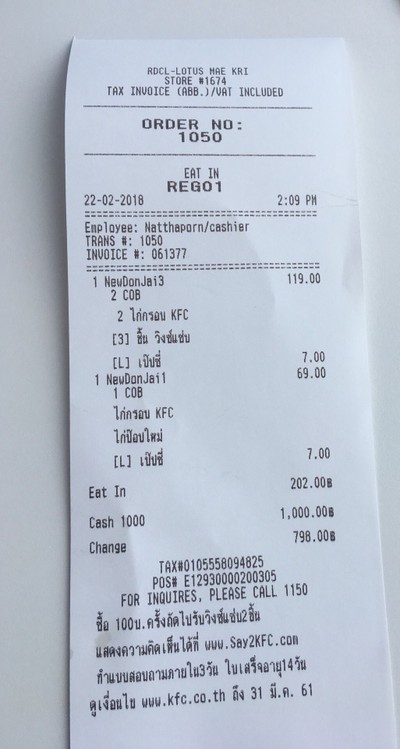 RDCL-LOTUS MAE KRI
STORE #1674
TAX INVOICE (ABB.)/VAT INCLUDED
ORDER NO:
1050
EAT IN
REG01
22-02-2018 2:09 PM
Employee: Natthaporn/cashier
TRANS #: 1050
INVOICE #: 061377
1 NewDonJai3 119.00
2 COB
2 ไก่กรอบ KFC
[3] ชิ้น วิงซ์แซ่บ
[L] เป๊ปซี่ 7.00
1 NewDonJai1 69.00
1 COB
ไก่กรอบ KFC
ไก่ป๊อบใหม่
[L] เป๊ปซี่ 7.00
Eat In 202.00฿
Cash 1000 1,000.00฿
Change 798.00฿
TAX#0105558094825
POS# E12930000200305
FOR INQUIRES, PLEASE CALL 1150
ซื้อ 100บ.ครั้งถัดไปรับวิงซ์แซ่บ2ชิ้น
แสดงความคิดเห็นได้ที่ www.Say2KFC.com
ทำแบบสอบถามภายใน3วัน ใบเสร็จอายุ14วัน
ดูเงื่อนไข www.kfc.co.th ถึง 31 มี.ค. 61